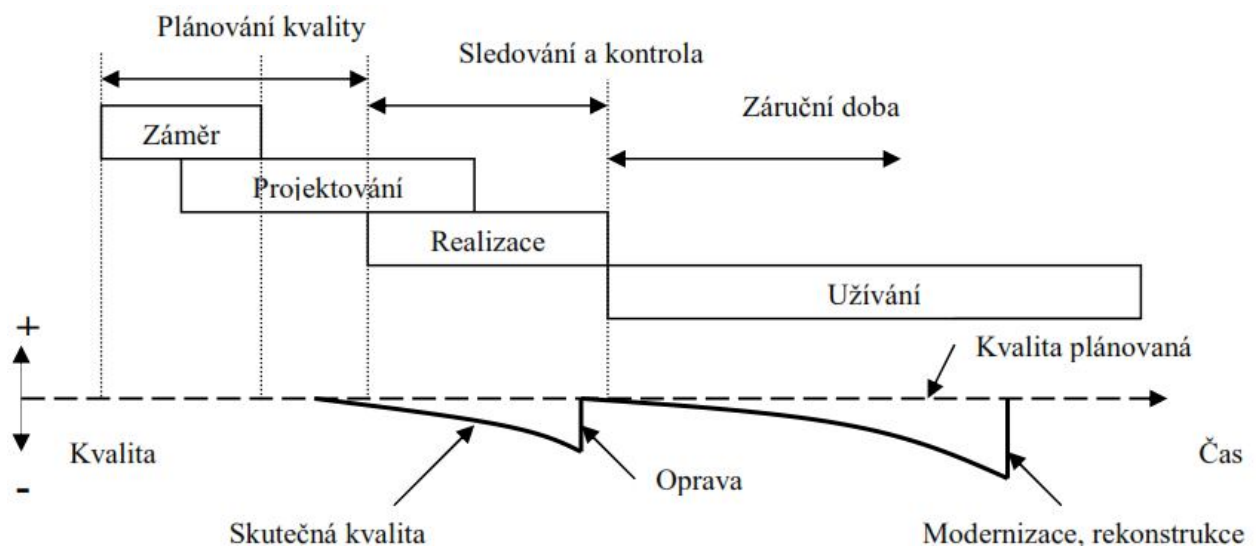 Plánování kvality
Sledování a kontrola
Záruční doba
Záměr
Projektování
Realizace
Užívání
+
Kvalita plánovaná
Kvalita
Čas
-
Oprava
Skutečná kvalita
Modernizace, rekonstrukce